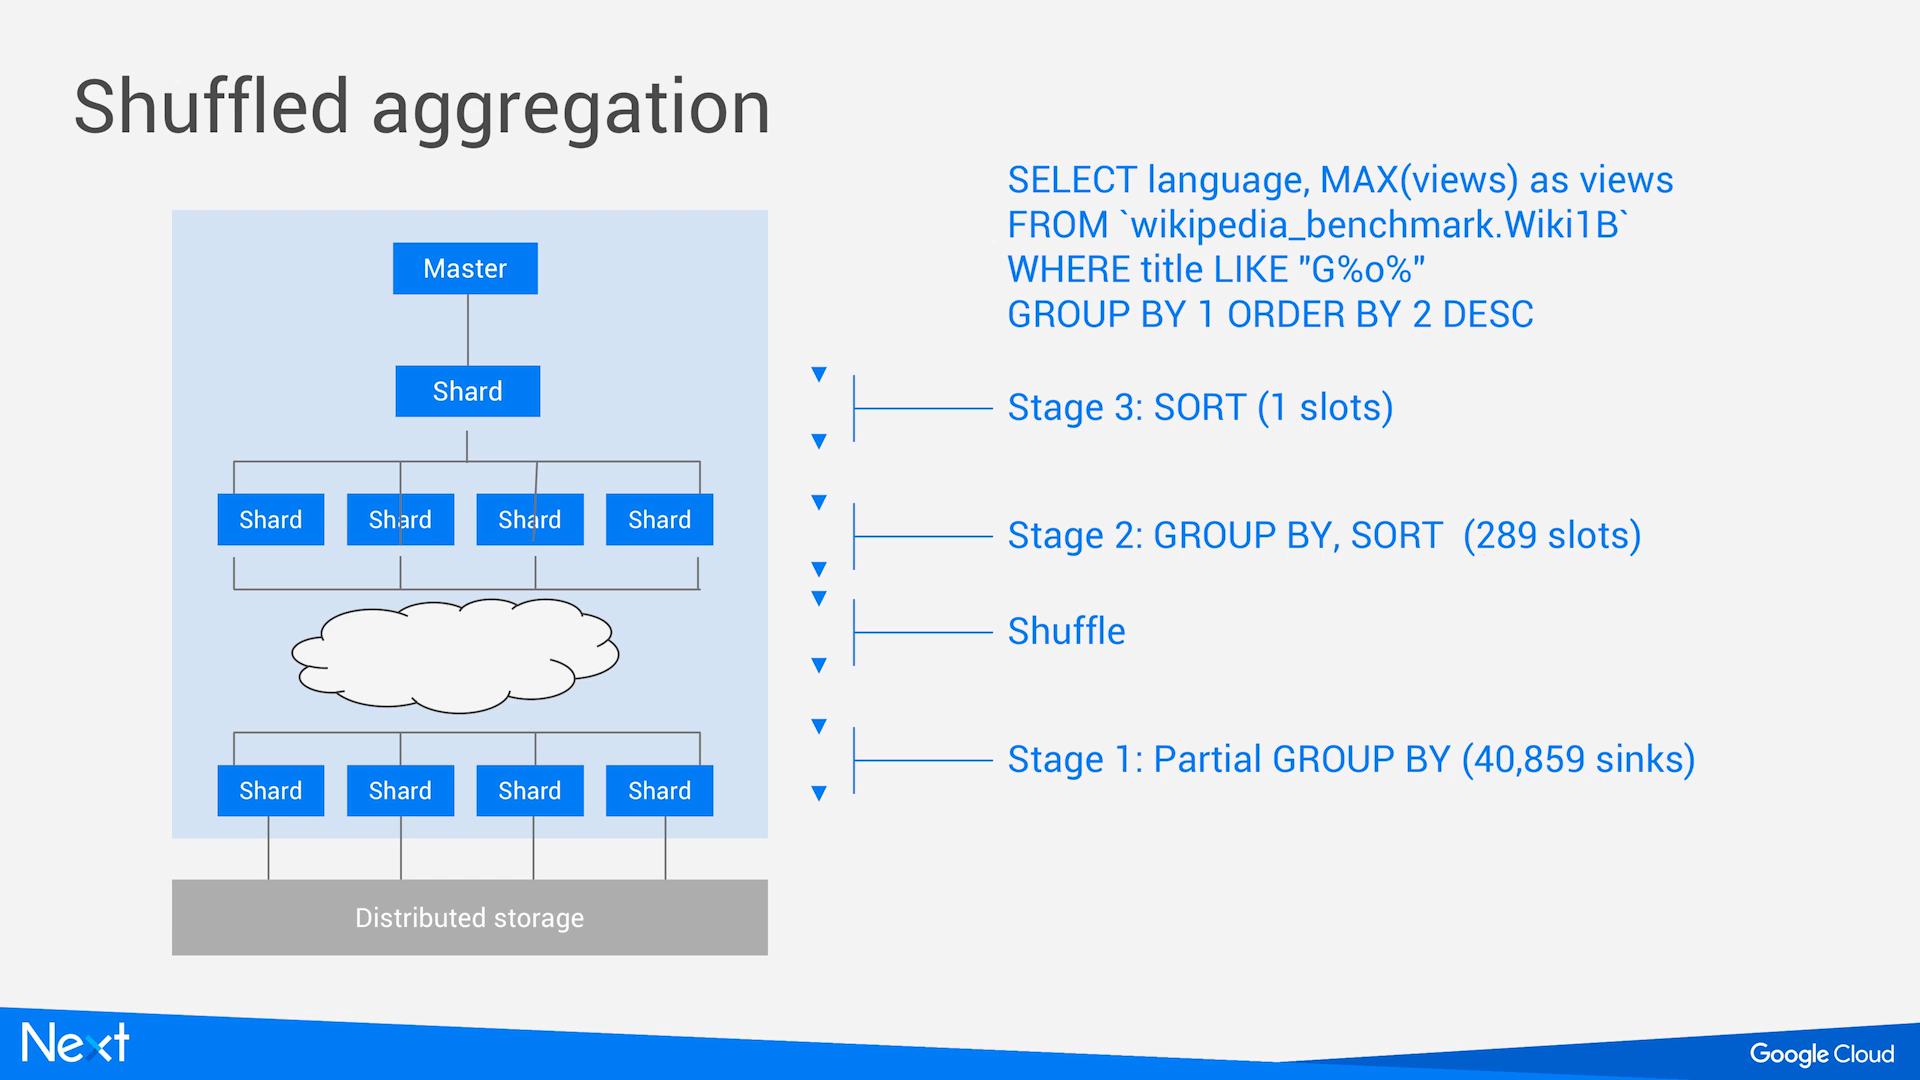 Shuffled aggregation
SELECT language, MAX(views) as views
FROM `wikipedia_benchmark.Wiki1B`
WHERE title LIKE "G%o%"
GROUP BY 1 ORDER BY 2 DESC
Master
Shard
Stage 3: SORT (1 slots)
Shard Shard Shard Shard
Stage 2: GROUP BY, SORT (289 slots)
Shuffle
Stage 1: Partial GROUP BY (40,859 sinks)
Shard Shard Shard Shard
Distributed storage
Next
Google Cloud